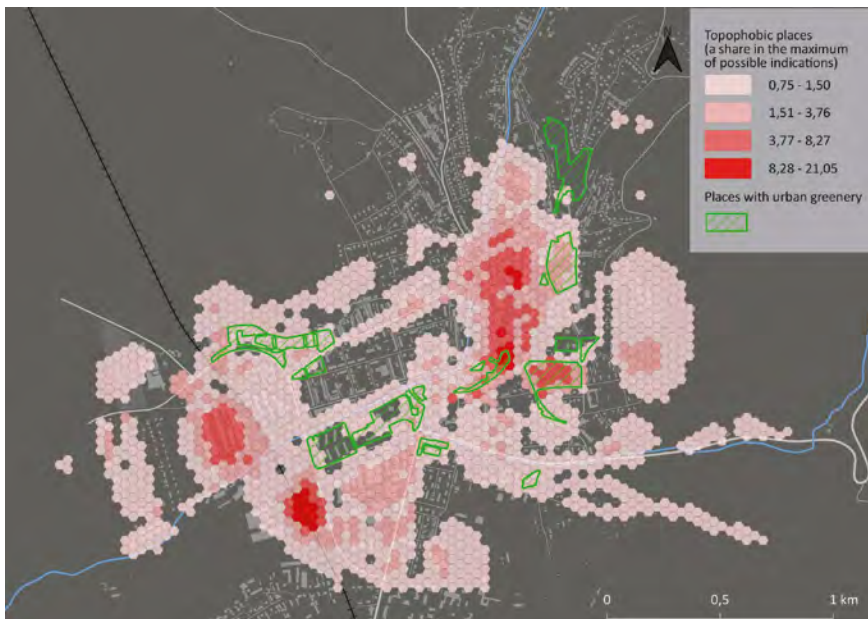 Topophobic places
(a share in the maximum
of possible indications)
0,75 - 1,50
1,51 - 3,76
3,77 - 8,27
8,28 - 21,05
Places with urban greenery
0
0,5
1 km